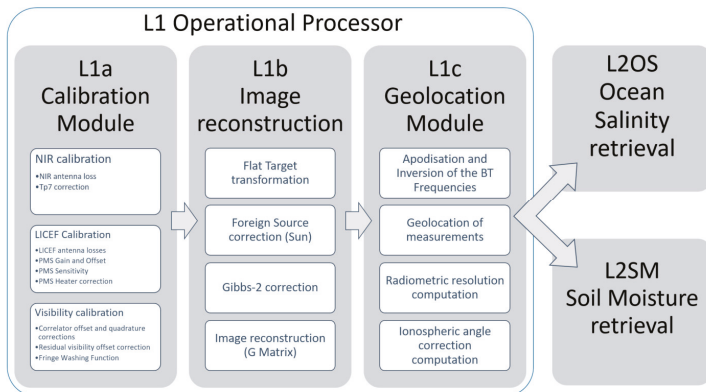 L1 Operational Processor
L1a
Calibration
Module
NIR calibration
•NIR antenna loss
•Tp7 correction
LICEF Calibration
•LICEF antenna losses
•PMS Gain and Offset
•PMS Sensitivity
•PMS Heater correction
Visibility calibration
•Correlator offset and quadrature
corrections
•Residual visibility offset correction
•Fringe Washing Function
L1b
Image
reconstruction
Flat Target
transformation
Foreign Source
correction (Sun)
Gibbs-2 correction
Image reconstruction
(G Matrix)
L1c
Geolocation
Module
Apodisation and
Inversion of the BT
Frequencies
Geolocation of
measurements
Radiometric resolution
computation
Ionospheric angle
correction
computation
L2OS
Ocean
Salinity
retrieval
L2SM
Soil Moisture
retrieval